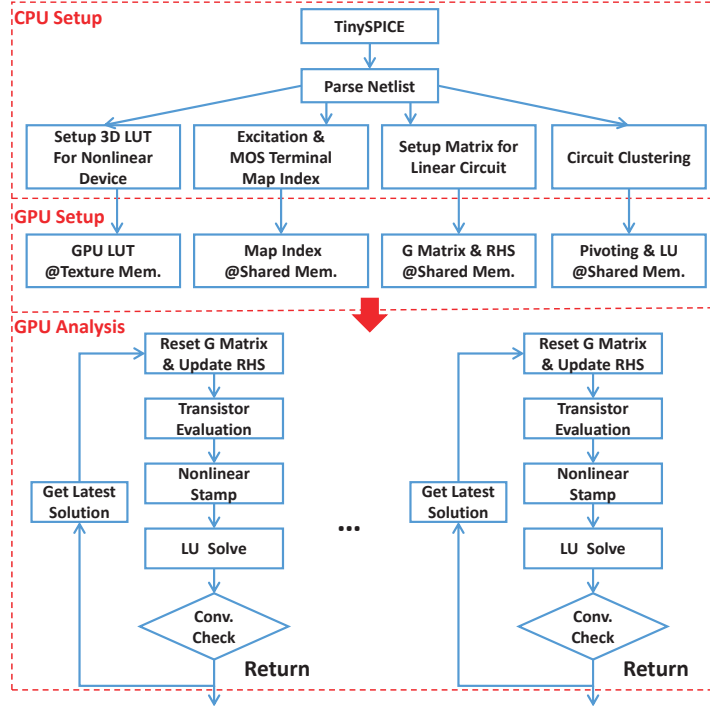 CPU Setup
TinySPICE
Parse Netlist
Setup 3D LUT
For Nonlinear
Device
Excitation &
MOS Terminal
Map Index
Setup Matrix for
Linear Circuit
Circuit Clustering
GPU Setup
GPU LUT
@Texture Mem.
Map Index
@Shared Mem.
G Matrix & RHS
@Shared Mem.
Pivoting & LU
@Shared Mem.
GPU Analysis
Reset G Matrix
& Update RHS
Transistor
Evaluation
Nonlinear
Stamp
Get Latest
Solution
LU Solve
Conv.
Check
Return
...
Reset G Matrix
& Update RHS
Transistor
Evaluation
Nonlinear
Stamp
Get Latest
Solution
LU Solve
Conv.
Check
Return